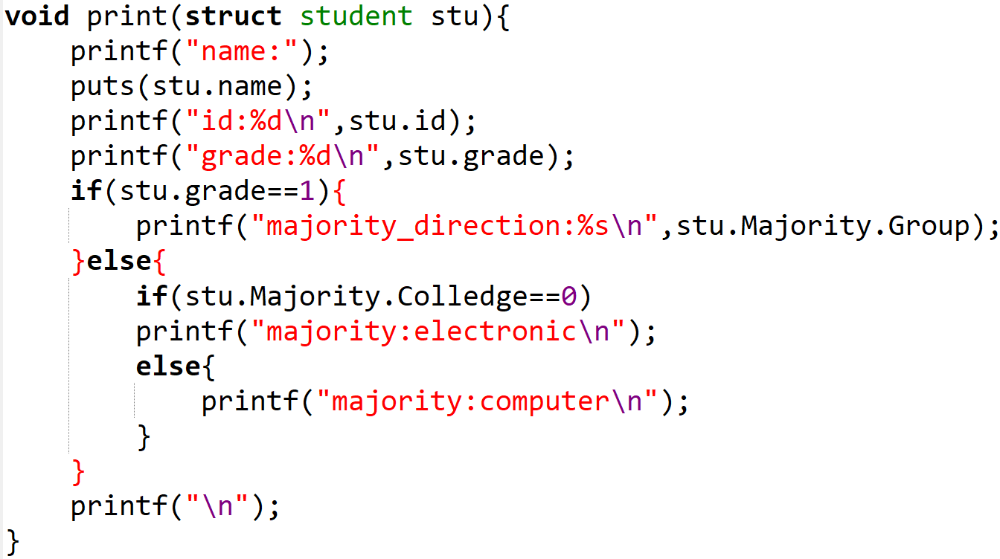 void print(struct student stu){
    printf("name:");
    puts(stu.name);
    printf("id:%d\n",stu.id);
    printf("grade:%d\n",stu.grade);
    if(stu.grade==1){
        printf("majority_direction:%s\n",stu.Majority.Group);
    }else{
        if(stu.Majority.Colledge==0)
        printf("majority:electronic\n");
        else{
            printf("majority:computer\n");
        }
    }
    printf("\n");
}